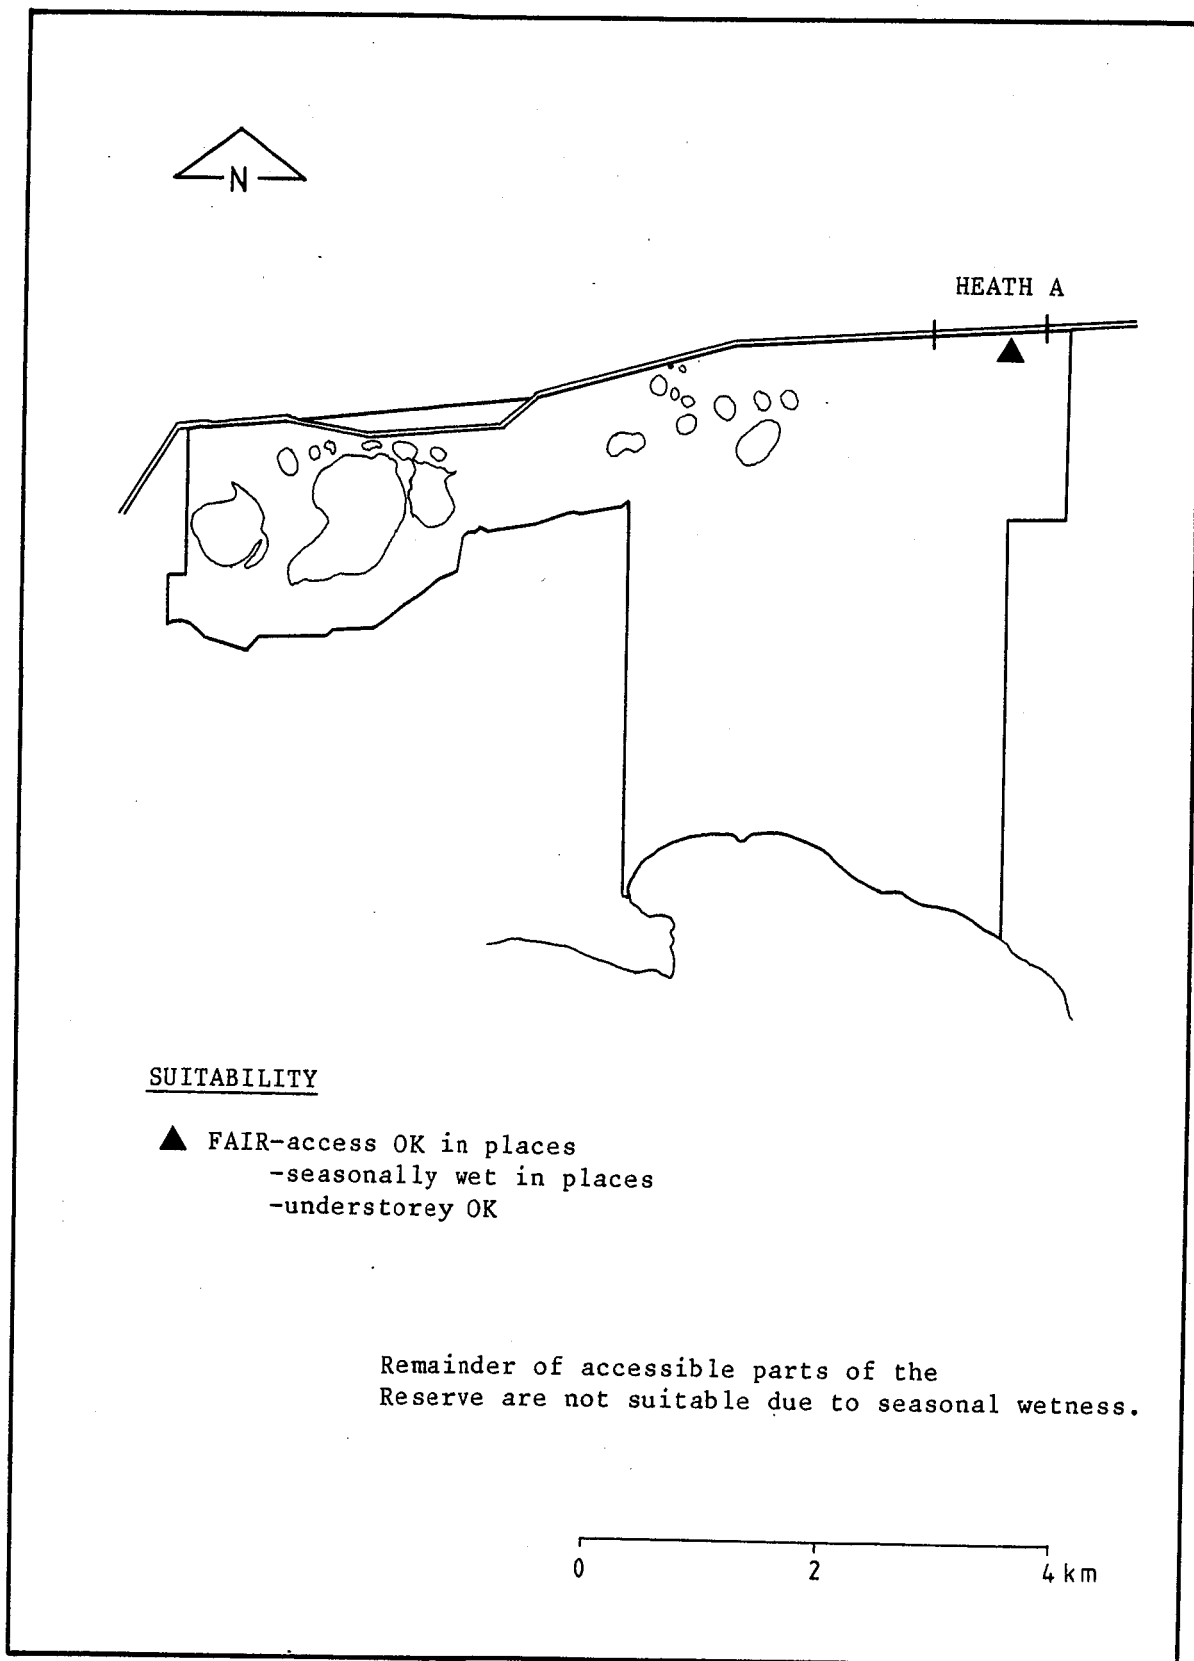 N
HEATH A
SUITABILITY
▲ FAIR-access OK in places
-seasonally wet in places
-understorey OK
Remainder of accessible parts of the
Reserve are not suitable due to seasonal wetness.
0 2 4 km